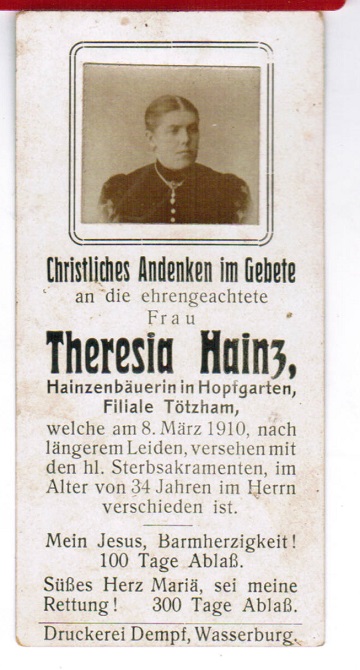 Christliches Andenken im Gebete
an die ehrengeachtete
Frau
Theresia Hainz,
Hainzenbäuerin in Hopfgarten,
Filiale Tötzham,
welche am 8. März 1910, nach
längerem Leiden, versehen mit
den hl. Sterbsakramenten, im
Alter von 34 Jahren im Herrn
verschieden ist.
Mein Jesus, Barmherzigkeit!
100 Tage Ablaß.
Süßes Herz Mariä, sei meine
Rettung! 300 Tage Ablaß.
Druckerei Dempf, Wasserburg.